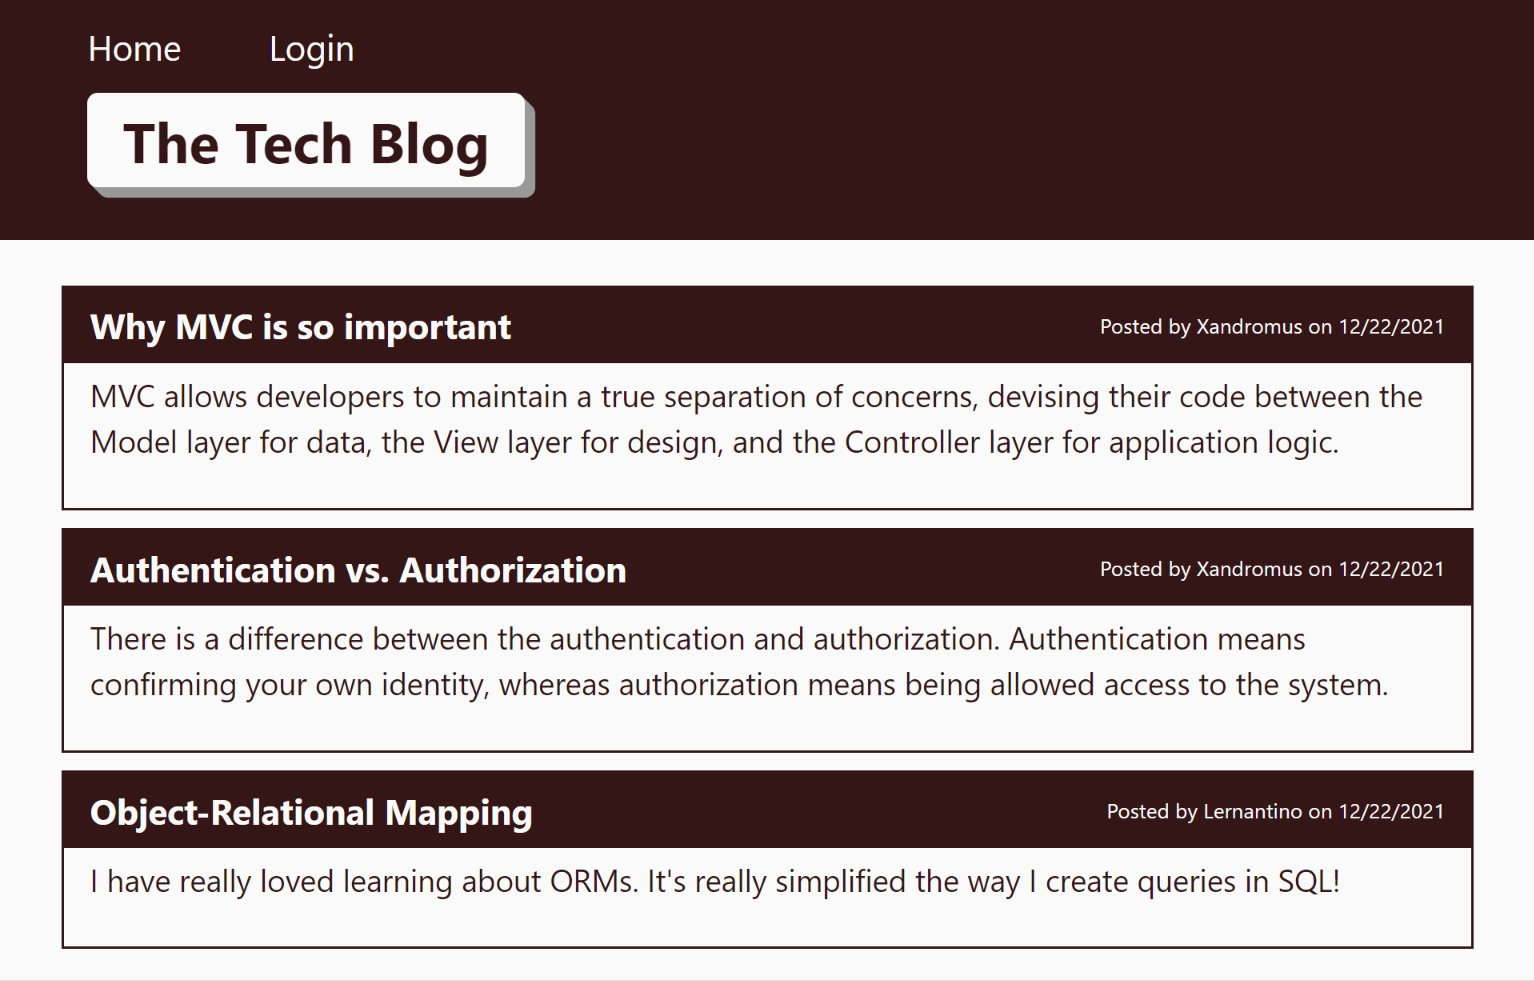 Home Login
The Tech Blog
Why MVC is so important Posted by Xandromus on 12/22/2021
MVC allows developers to maintain a true separation of concerns, devising their code between the
Model layer for data, the View layer for design, and the Controller layer for application logic.
Authentication vs. Authorization Posted by Xandromus on 12/22/2021
There is a difference between the authentication and authorization. Authentication means
confirming your own identity, whereas authorization means being allowed access to the system.
Object-Relational Mapping Posted by Lernantino on 12/22/2021
I have really loved learning about ORMs. It's really simplified the way I create queries in SQL!